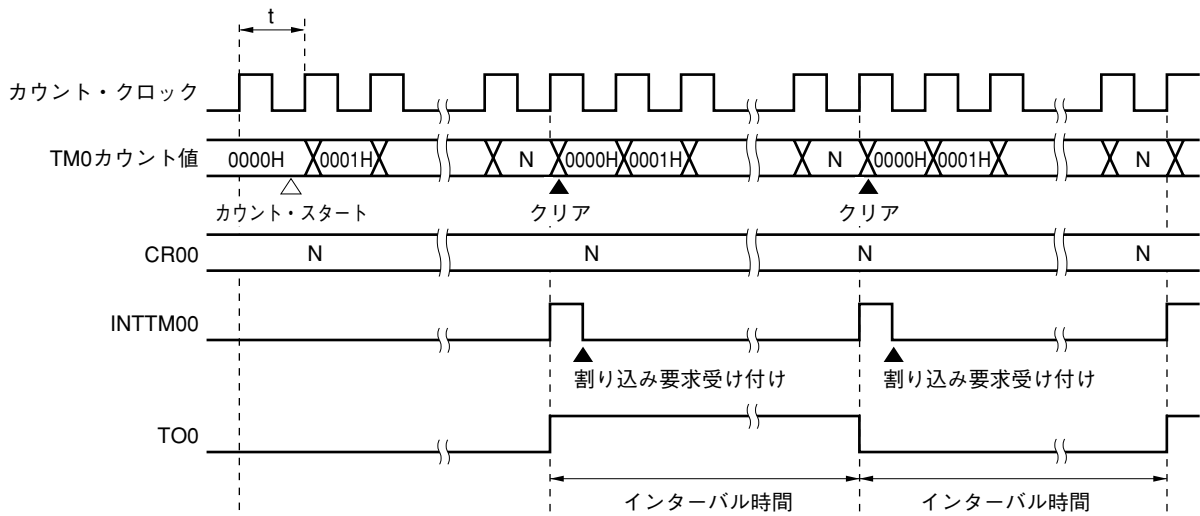 t
カウント・クロック
TM0カウント値 0000H 0001H N 0000H 0001H N 0000H 0001H N
カウント・スタート クリア クリア
CR00 N N N N
INTTM00
割り込み要求受け付け 割り込み要求受け付け
TO0
インターバル時間 インターバル時間